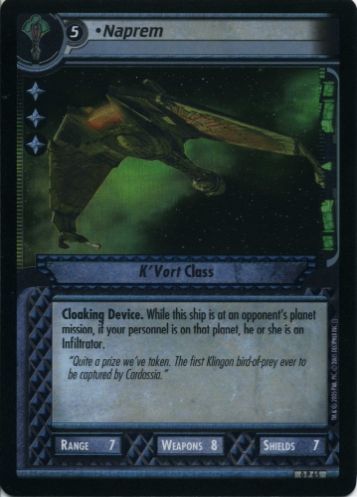 5 •Naprem
K'Vort Class
Cloaking Device. While this ship is at an opponent's planet
mission, if your personnel is on that planet, he or she is an
Infiltrator.
"Quite a prize we've taken. The first Klingon bird-of-prey ever to
be captured by Cardassia."
RANGE 7 WEAPONS 8 SHIELDS 7
0 P 65